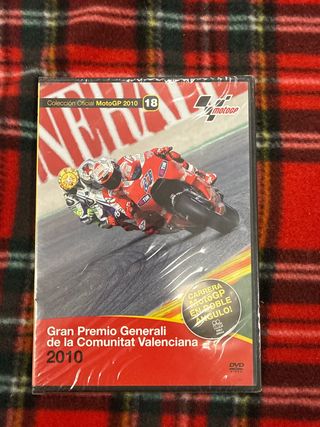 Colección Oficial MotoGP 2010 18
MotoGP
NERAL
CARRERA
MotoGP
EN DOBLE
ÁNGULO!
Gran Premio Generali
de la Comunitat Valenciana
2010
DVD